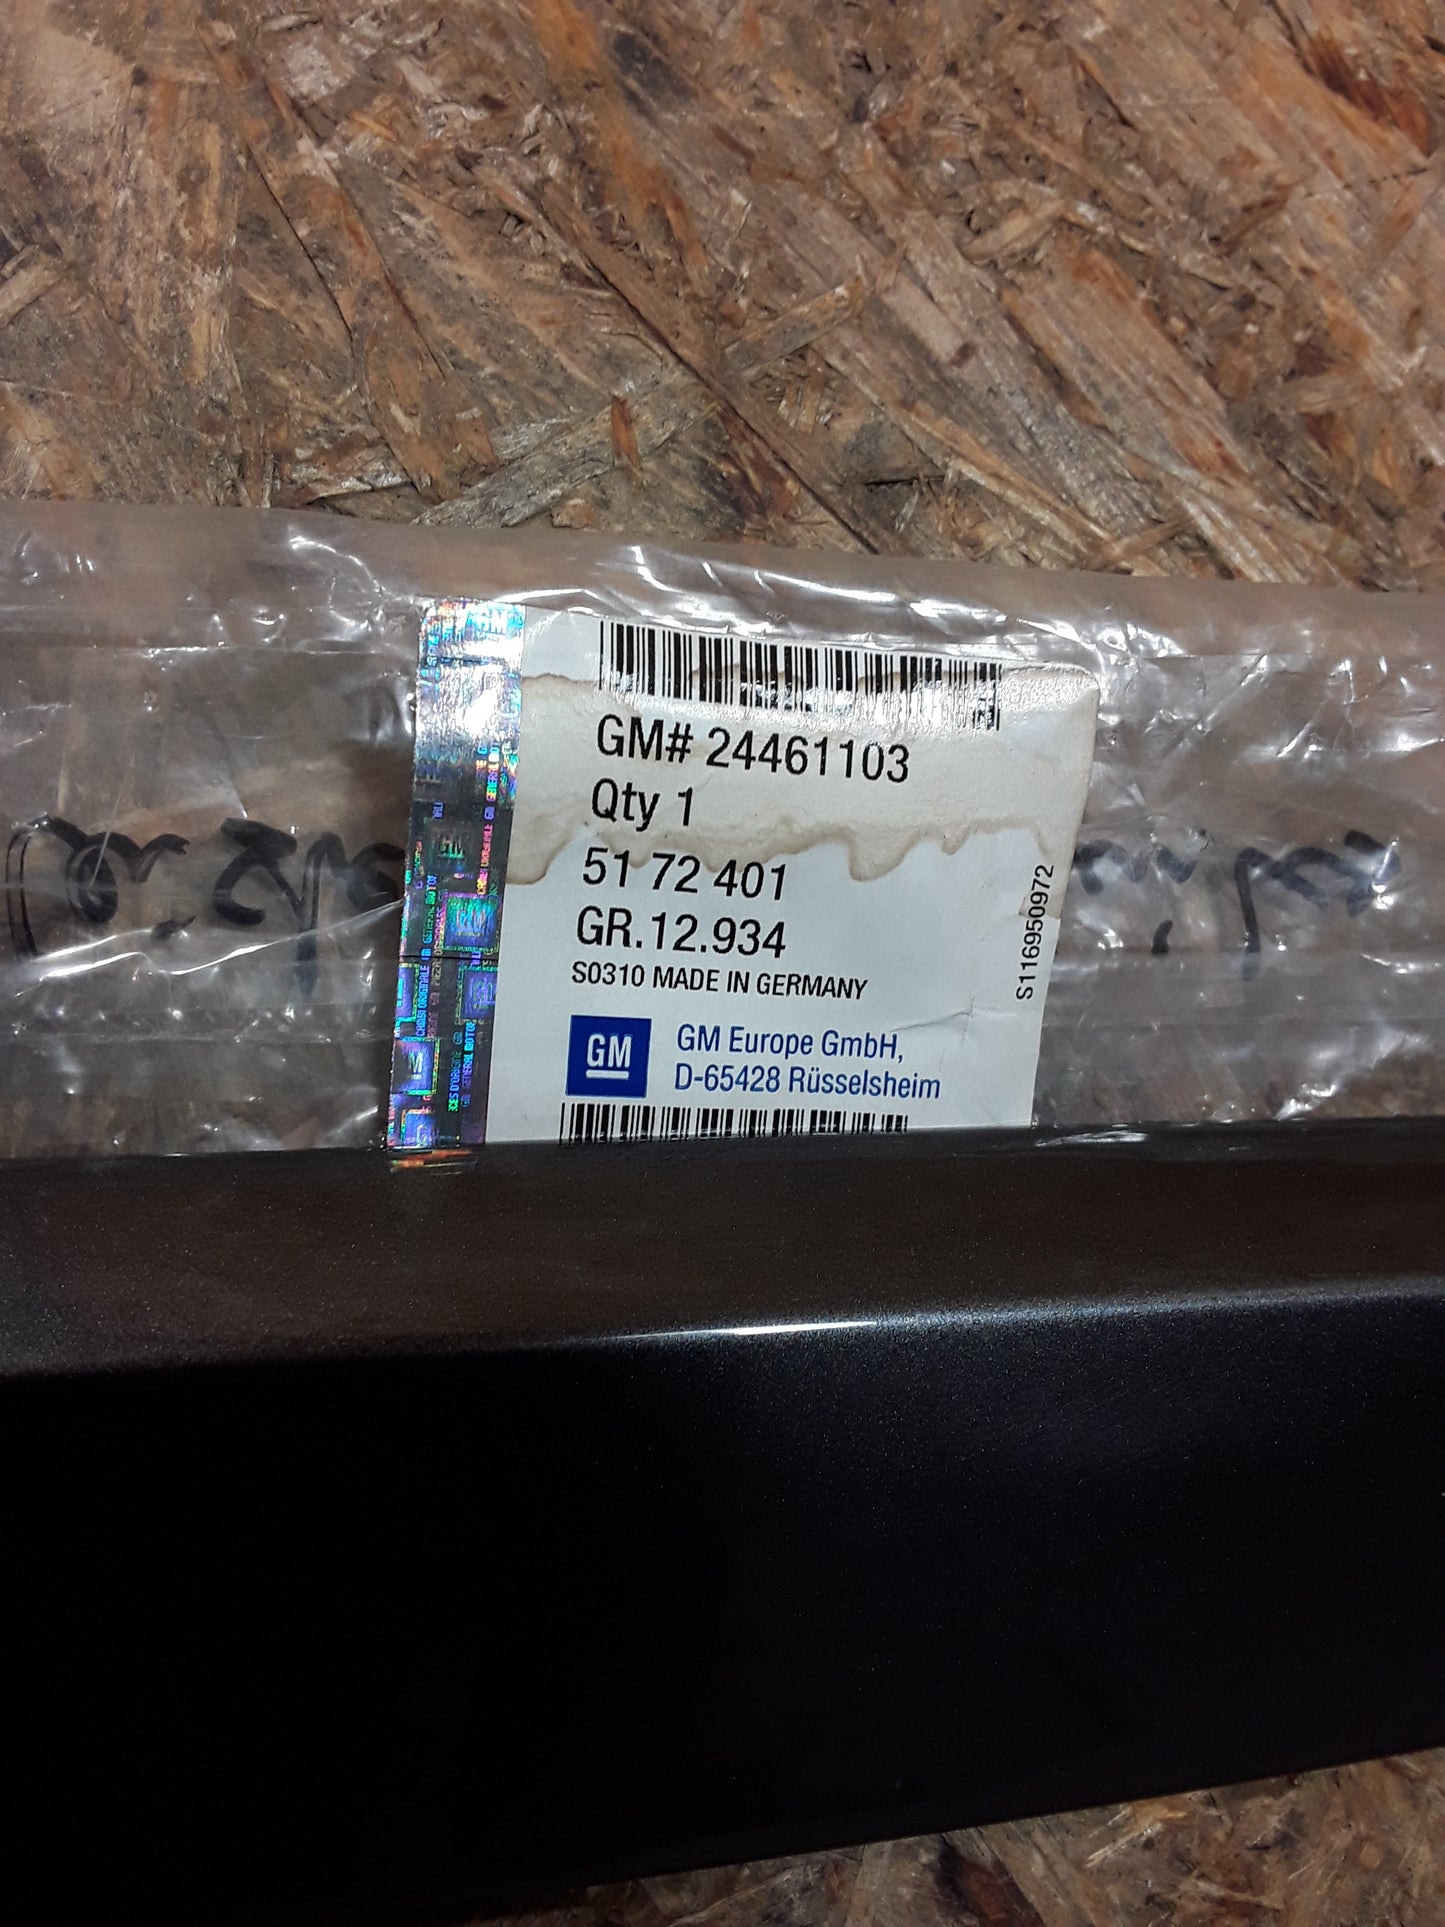 GM# 24461103
Qty 1
51 72 401
GR.12.934
S0310 MADE IN GERMANY
S116950972
GM
GM Europe GmbH,
D-65428 Rüsselsheim